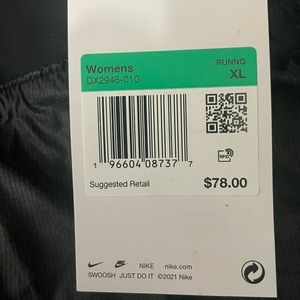 Womens
RUNNG
DX2948-010
XL
1 96604 08737 7
RFID
Suggested Retail
$78.00
NIKE
nike.com
SWOOSH JUST DO IT ©2021 Nike